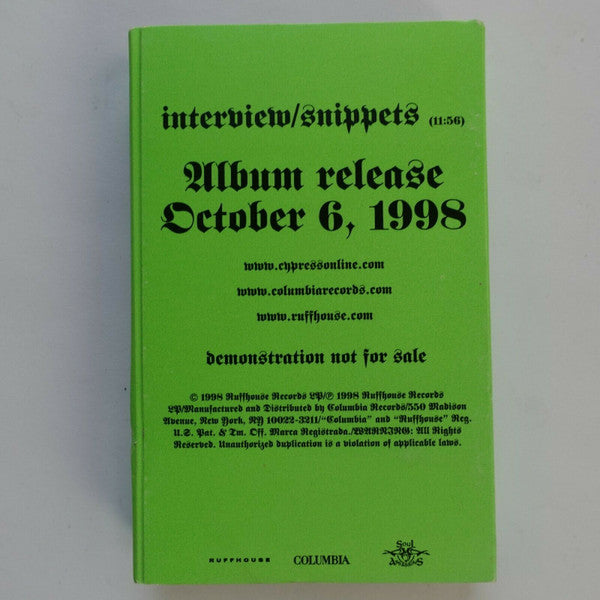 interview/snippets (11:56)
Album release
October 6, 1998
www.cypressonline.com
www.columbiarecords.com
www.ruffhouse.com
demonstration not for sale
© 1998 Ruffhouse Records LP/℗ 1998 Ruffhouse Records
LP/Manufactured and Distributed by Columbia Records/550 Madison
Avenue, New York, NY 10022-3211/"Columbia" and "Ruffhouse" Reg.
U.S. Pat. & Tm. Off. Marca Registrada./WARNING: All Rights
Reserved. Unauthorized duplication is a violation of applicable laws.
RUFFHOUSE COLUMBIA SOUL ASSASSINS